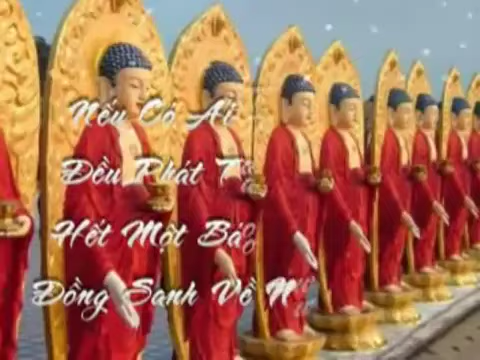 Nếu Có Ai
Đều Phát
Hết Một
Đồng Sanh Về